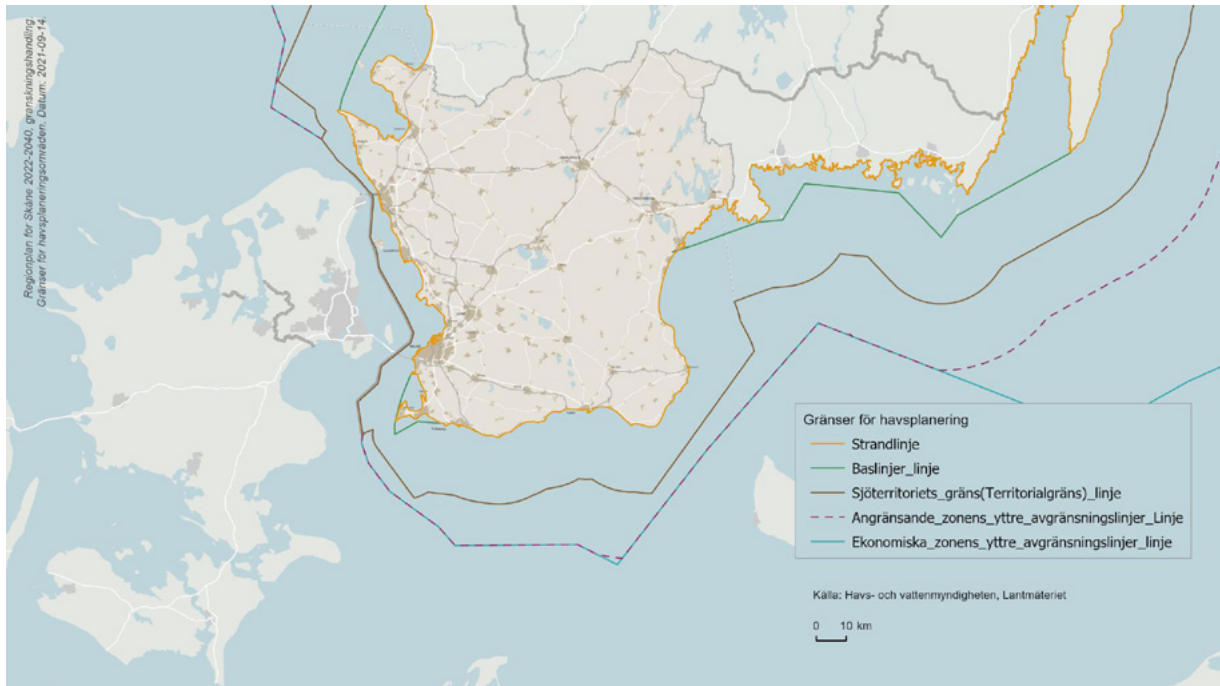 Regionplan för Skåne 2022-2040, granskningshandling.
Gränser för havsplaneringsområden. Datum: 2021-09-14.
Gränser för havsplanering
Strandlinje
Baslinjer_linje
Sjöterritoriets_gräns(Territorialgräns)_linje
Angränsande_zonens_yttre_avgränsningslinjer_Linje
Ekonomiska_zonens_yttre_avgränsningslinjer_linje
Källa: Havs- och vattenmyndigheten, Lantmäteriet
0 10 km